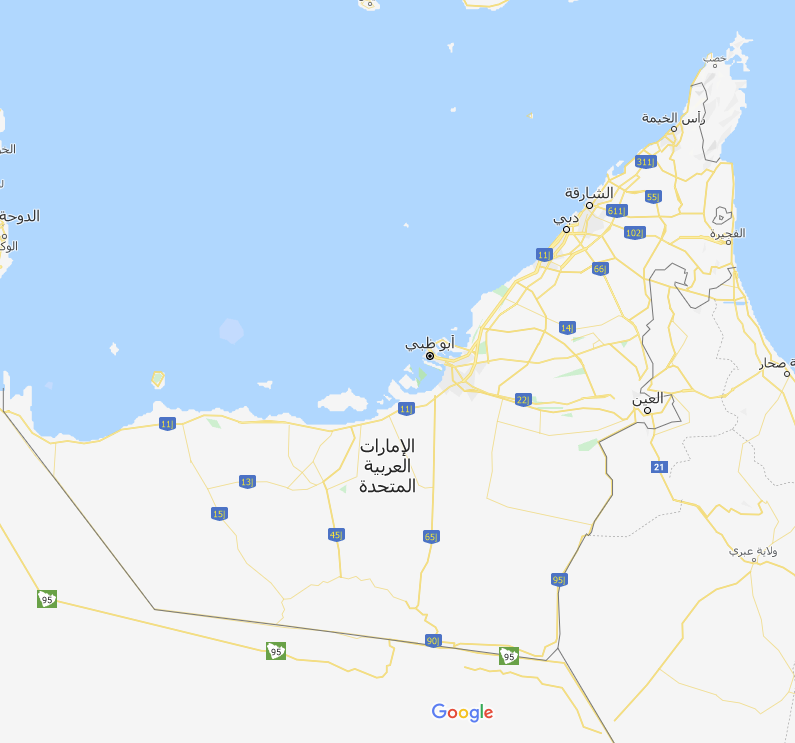 خصب
رأس الخيمة
311
الشارقة
55
611
دبي
102
الفجيرة
الدوحة
11
66
14
أبو ظبي
صحار
22
العين
11
11
الإمارات
العربية
المتحدة
21
13
15
45
65
ولاية عبري
95
95
90
95
95
Google